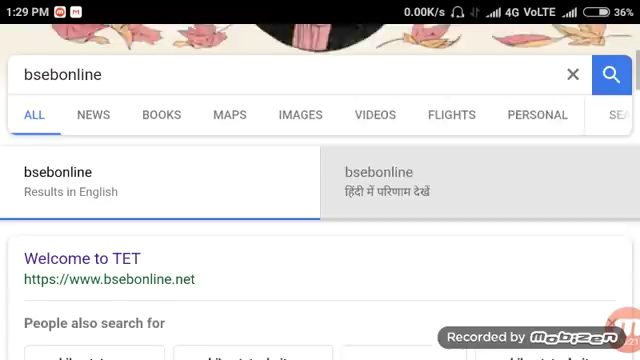 1:29 PM 0.00K/s 4G VoLTE 36%
bsebonline
ALL NEWS BOOKS MAPS IMAGES VIDEOS FLIGHTS PERSONAL SEA
bsebonline bsebonline
Results in English हिंदी में परिणाम देखें
Welcome to TET
https://www.bsebonline.net
People also search for
Recorded by Mobizen